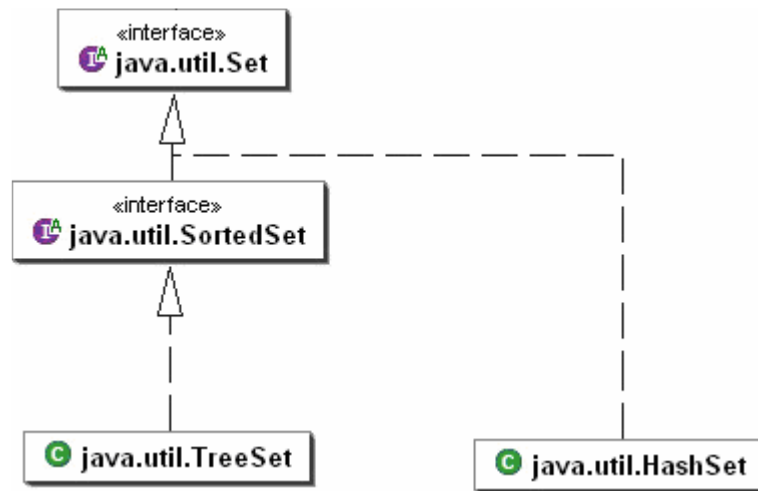 «interface»
java.util.Set
«interface»
java.util.SortedSet
java.util.TreeSet
java.util.HashSet